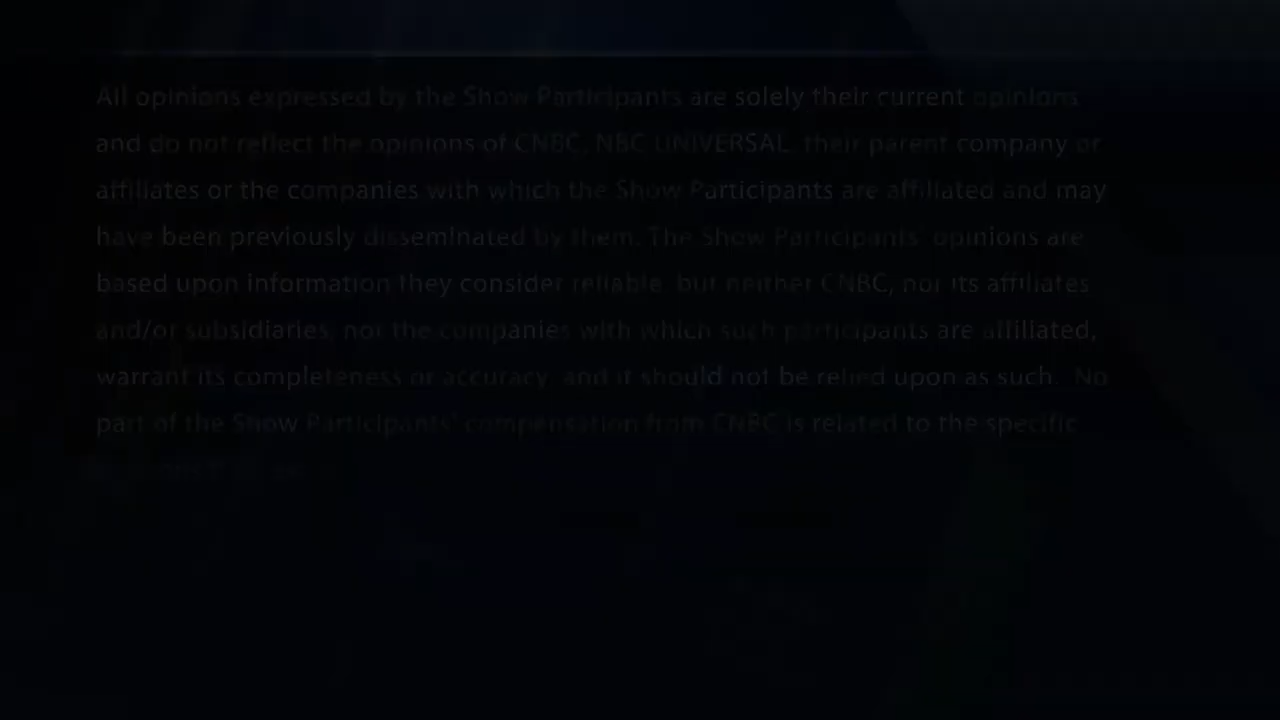 All opinions expressed by the Show Participants are solely their current opinions
and do not reflect the opinions of CNBC, NBC UNIVERSAL, their parent company or
affiliates or the companies with which the Show Participants are affiliated and may
have been previously disseminated by them. The Show Participants' opinions are
based upon information they consider reliable, but neither CNBC, nor its affiliates
and/or subsidiaries, nor the companies with which such participants are affiliated,
warrant its completeness or accuracy, and it should not be relied upon as such. No
part of the Show Participants' compensation from CNBC is related to the specific